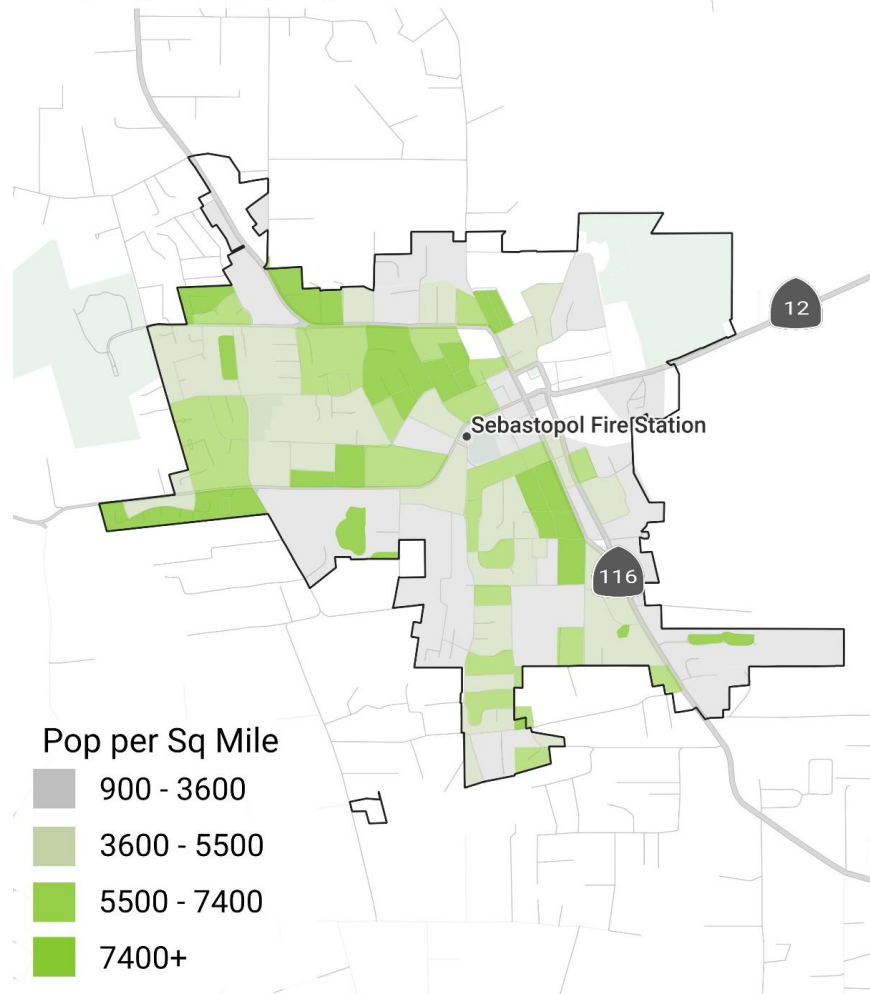 12
Sebastopol Fire Station
116
Pop per Sq Mile
900 - 3600
3600 - 5500
5500 - 7400
7400+